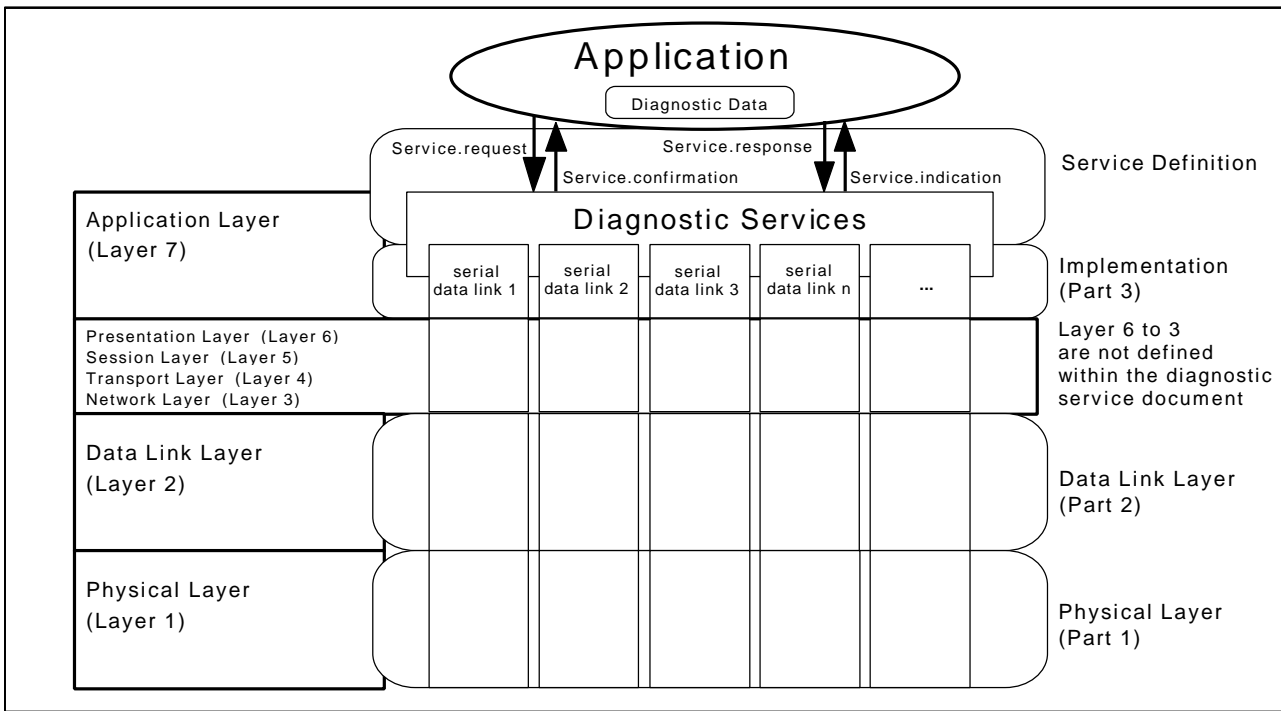 Application
Diagnostic Data
Service.request
Service.response
Service.confirmation
Service.indication
Service Definition
Diagnostic Services
Application Layer
(Layer 7)
serial
data link 1
serial
data link 2
serial
data link 3
serial
data link n
...
Implementation
(Part 3)
Presentation Layer (Layer 6)
Session Layer (Layer 5)
Transport Layer (Layer 4)
Network Layer (Layer 3)
Layer 6 to 3
are not defined
within the diagnostic
service document
Data Link Layer
(Layer 2)
Data Link Layer
(Part 2)
Physical Layer
(Layer 1)
Physical Layer
(Part 1)